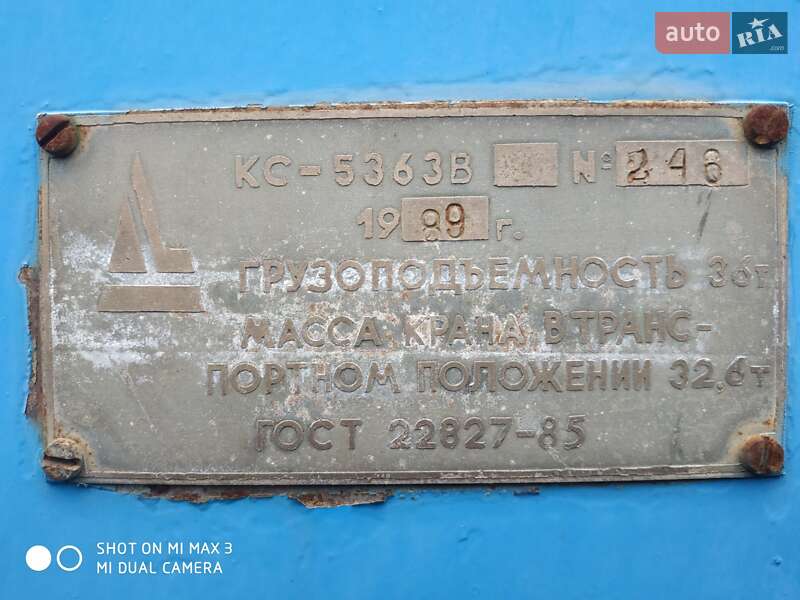 auto RIA.com
КС-5363В № 248
1989 г.
ГРУЗОПОДЪЕМНОСТЬ 36т
МАССА КРАНА В ТРАНС-
ПОРТНОМ ПОЛОЖЕНИИ 32,6т
ГОСТ 22827-85
SHOT ON MI MAX 3
MI DUAL CAMERA